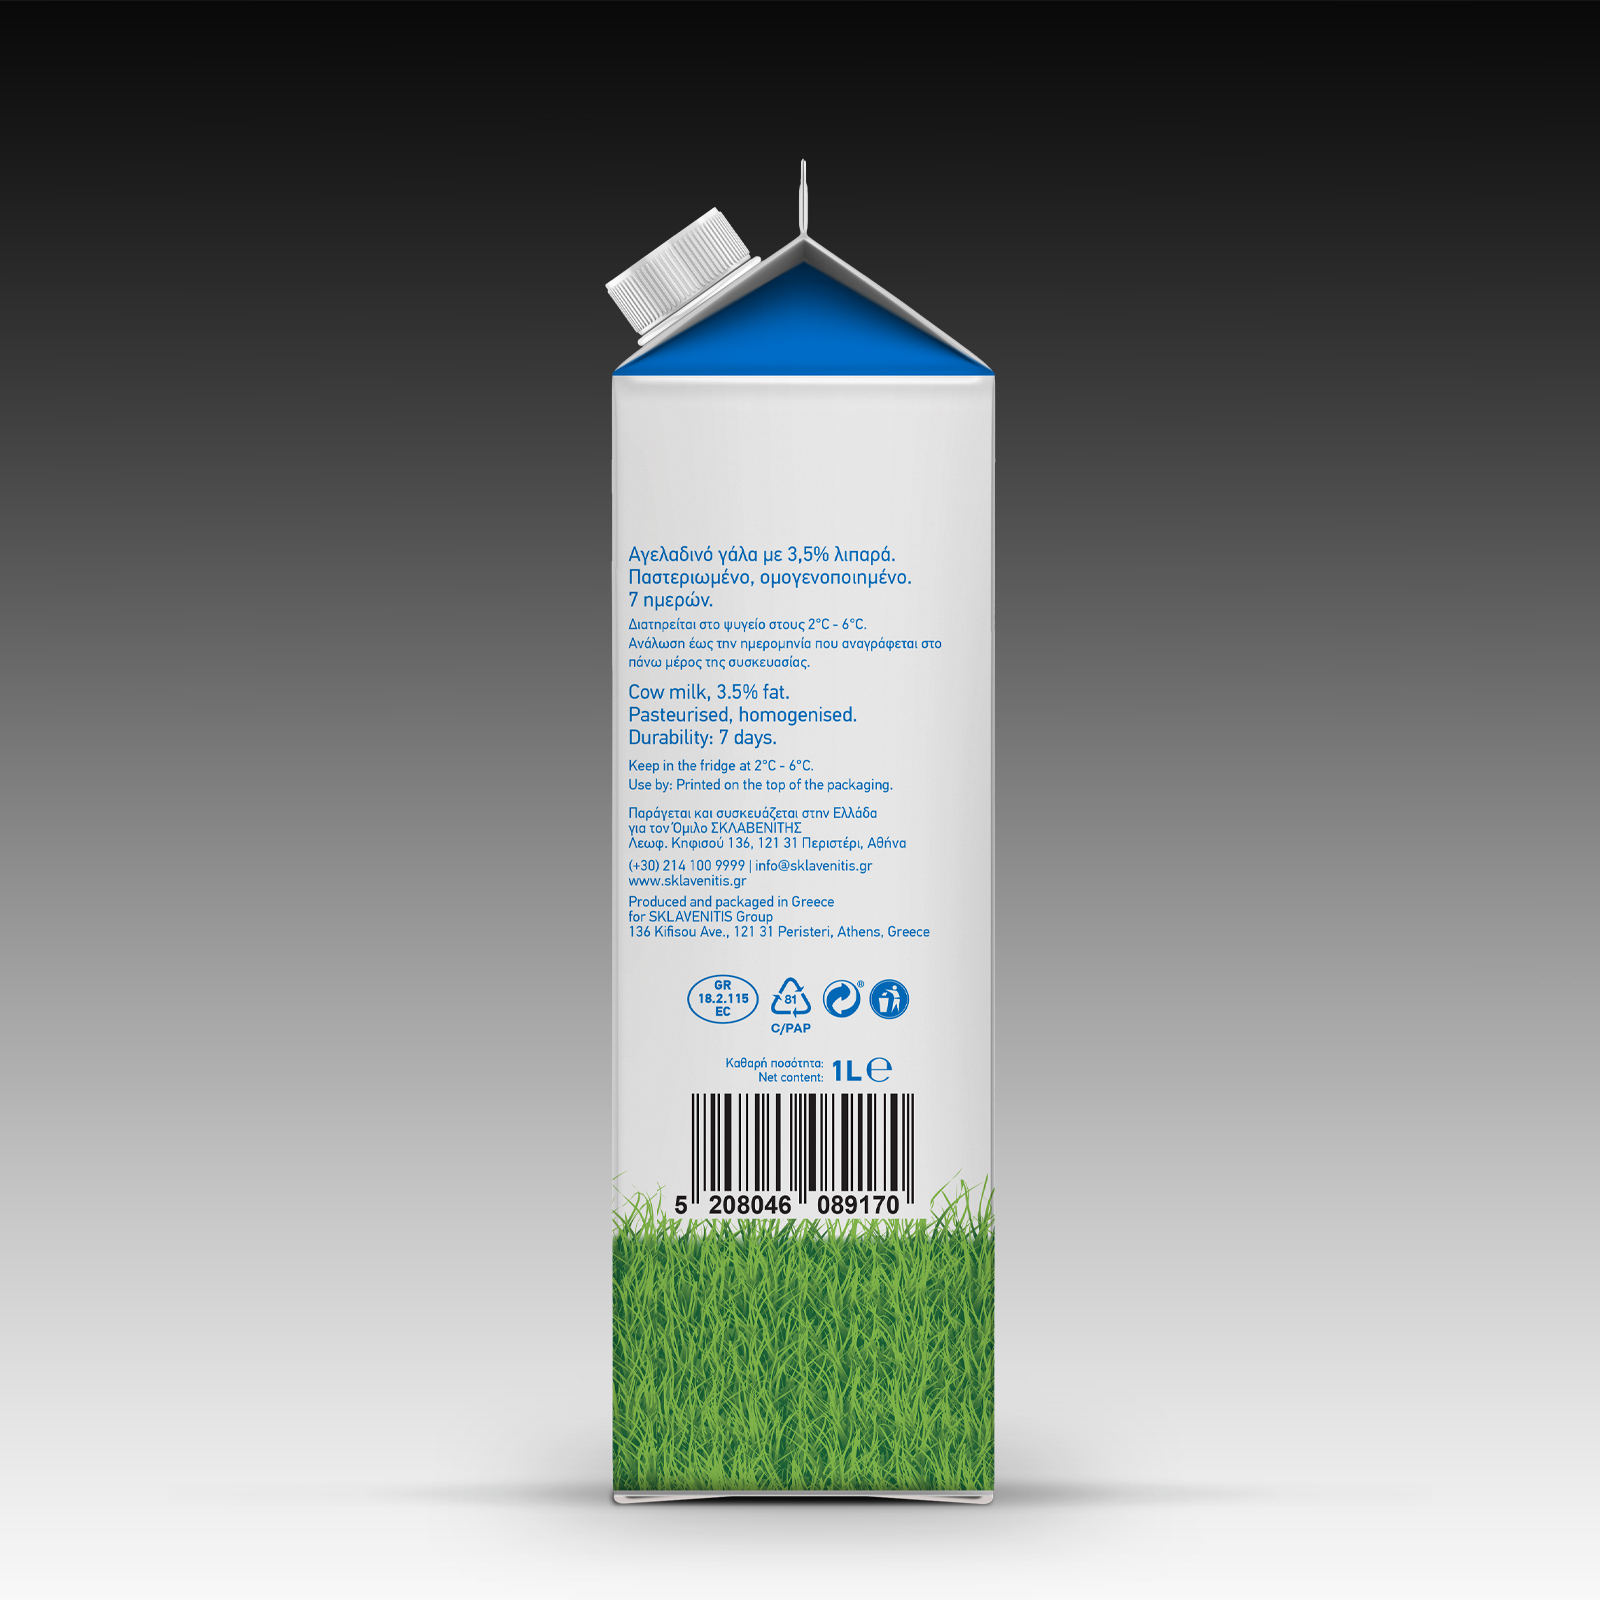 Αγελαδινό γάλα με 3,5% λιπαρά.
Παστεριωμένο, ομογενοποιημένο.
7 ημερών.
Διατηρείται στο ψυγείο στους 2°C - 6°C.
Ανάλωση έως την ημερομηνία που αναγράφεται στο
πάνω μέρος της συσκευασίας.
Cow milk, 3.5% fat.
Pasteurised, homogenised.
Durability: 7 days.
Keep in the fridge at 2°C - 6°C.
Use by: Printed on the top of the packaging.
Παράγεται και συσκευάζεται στην Ελλάδα
για τον Όμιλο ΣΚΛΑΒΕΝΙΤΗΣ
Λεωφ. Κηφισού 136, 121 31 Περιστέρι, Αθήνα
(+30) 214 100 9999 | info@sklavenitis.gr
www.sklavenitis.gr
Produced and packaged in Greece
for SKLAVENITIS Group
136 Kifisou Ave., 121 31 Peristeri, Athens, Greece
GR
18.2.115
EC
81
C/PAP
®
Καθαρή ποσότητα:
Net content:
1L ℮
5 208046 089170